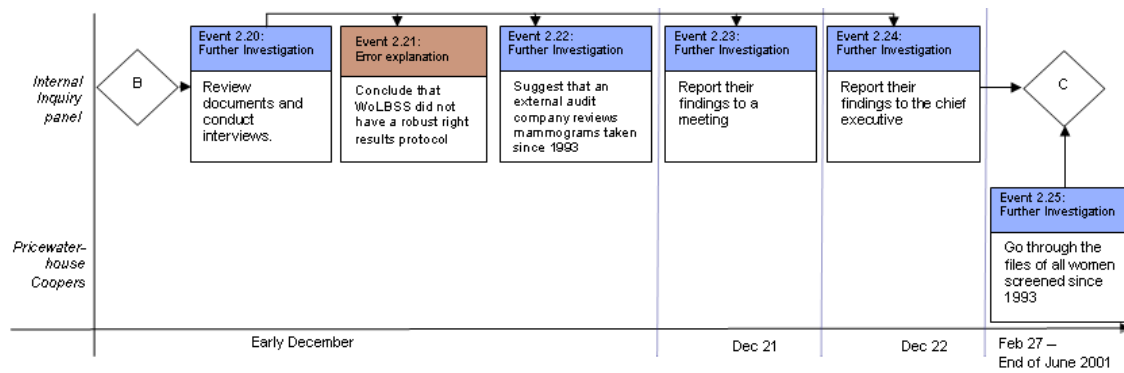 Internal
Inquiry
panel
B
Event 2.20:
Further Investigation
Review
documents and
conduct
interviews.
Event 2.21:
Error explanation
Conclude that
WoLBSS did not
have a robust right
results protocol
Event 2.22:
Further Investigation
Suggest that an
external audit
company reviews
mammograms taken
since 1993
Event 2.23:
Further Investigation
Report their
findings to a
meeting
Event 2.24:
Further Investigation
Report their
findings to the chief
executive
C
Pricewater-
house
Coopers
Event 2.25:
Further Investigation
Go through the
files of all women
screened since
1993
Early December
Dec 21
Dec 22
Feb 27 –
End of June 2001